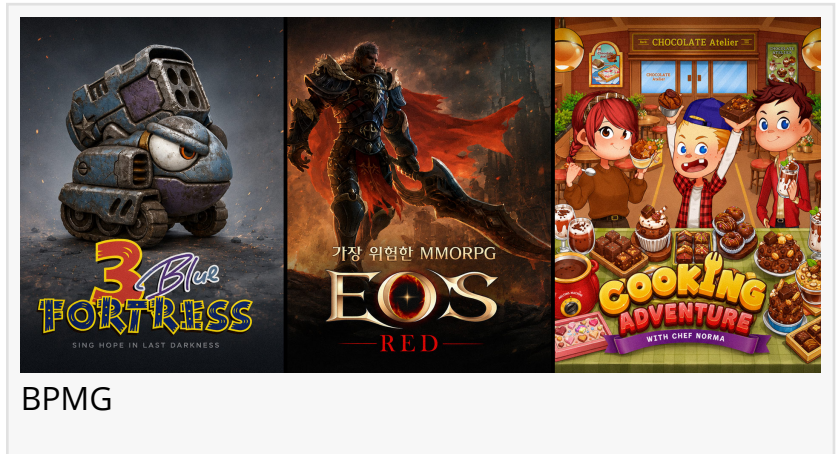 3 Blue
FORTRESS
SING HOPE IN LAST DARKNESS
가장 위험한 MMORPG
EOS
RED
CHOCOLATE Atelier
COOKING
ADVENTURE
WITH CHEF NORMA
BPMG